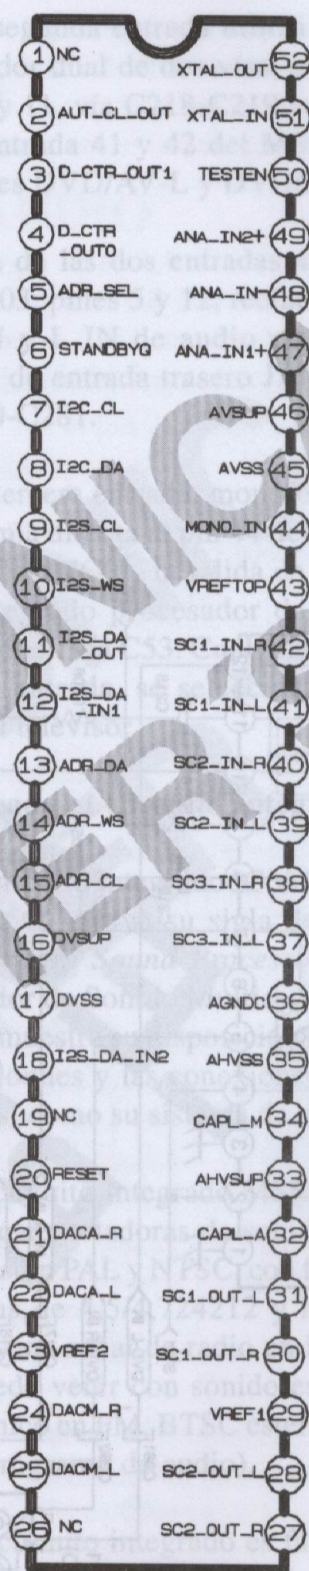 1 NC
2 AUT_CL_OUT
3 D_CTR_OUT1
4 D_CTR
_OUT0
5 ADR_SEL
6 STANDBYQ
7 I2C_CL
8 I2C_DA
9 I2S_CL
10 I2S_WS
11 I2S_DA
_OUT
12 I2S_DA
_IN1
13 ADR_DA
14 ADR_WS
15 ADR_CL
16 DVSUP
17 DVSS
18 I2S_DA_IN2
19 NC
20 RESET
21 DACA_R
22 DACA_L
23 VREF2
24 DACM_R
25 DACM_L
26 NC
XTAL_OUT 52
XTAL_IN 51
TESTEN 50
ANA_IN2+ 49
ANA_IN- 48
ANA_IN1+ 47
AVSUP 46
AVSS 45
MONO_IN 44
VREFTOP 43
SC1_IN_R 42
SC1_IN_L 41
SC2_IN_R 40
SC2_IN_L 39
SC3_IN_R 38
SC3_IN_L 37
AGNDC 36
AHVSS 35
CAPL_M 34
AHVSUP 33
CAPL_A 32
SC1_OUT_L 31
SC1_OUT_R 30
VREF1 29
SC2_OUT_L 28
SC2_OUT_R 27